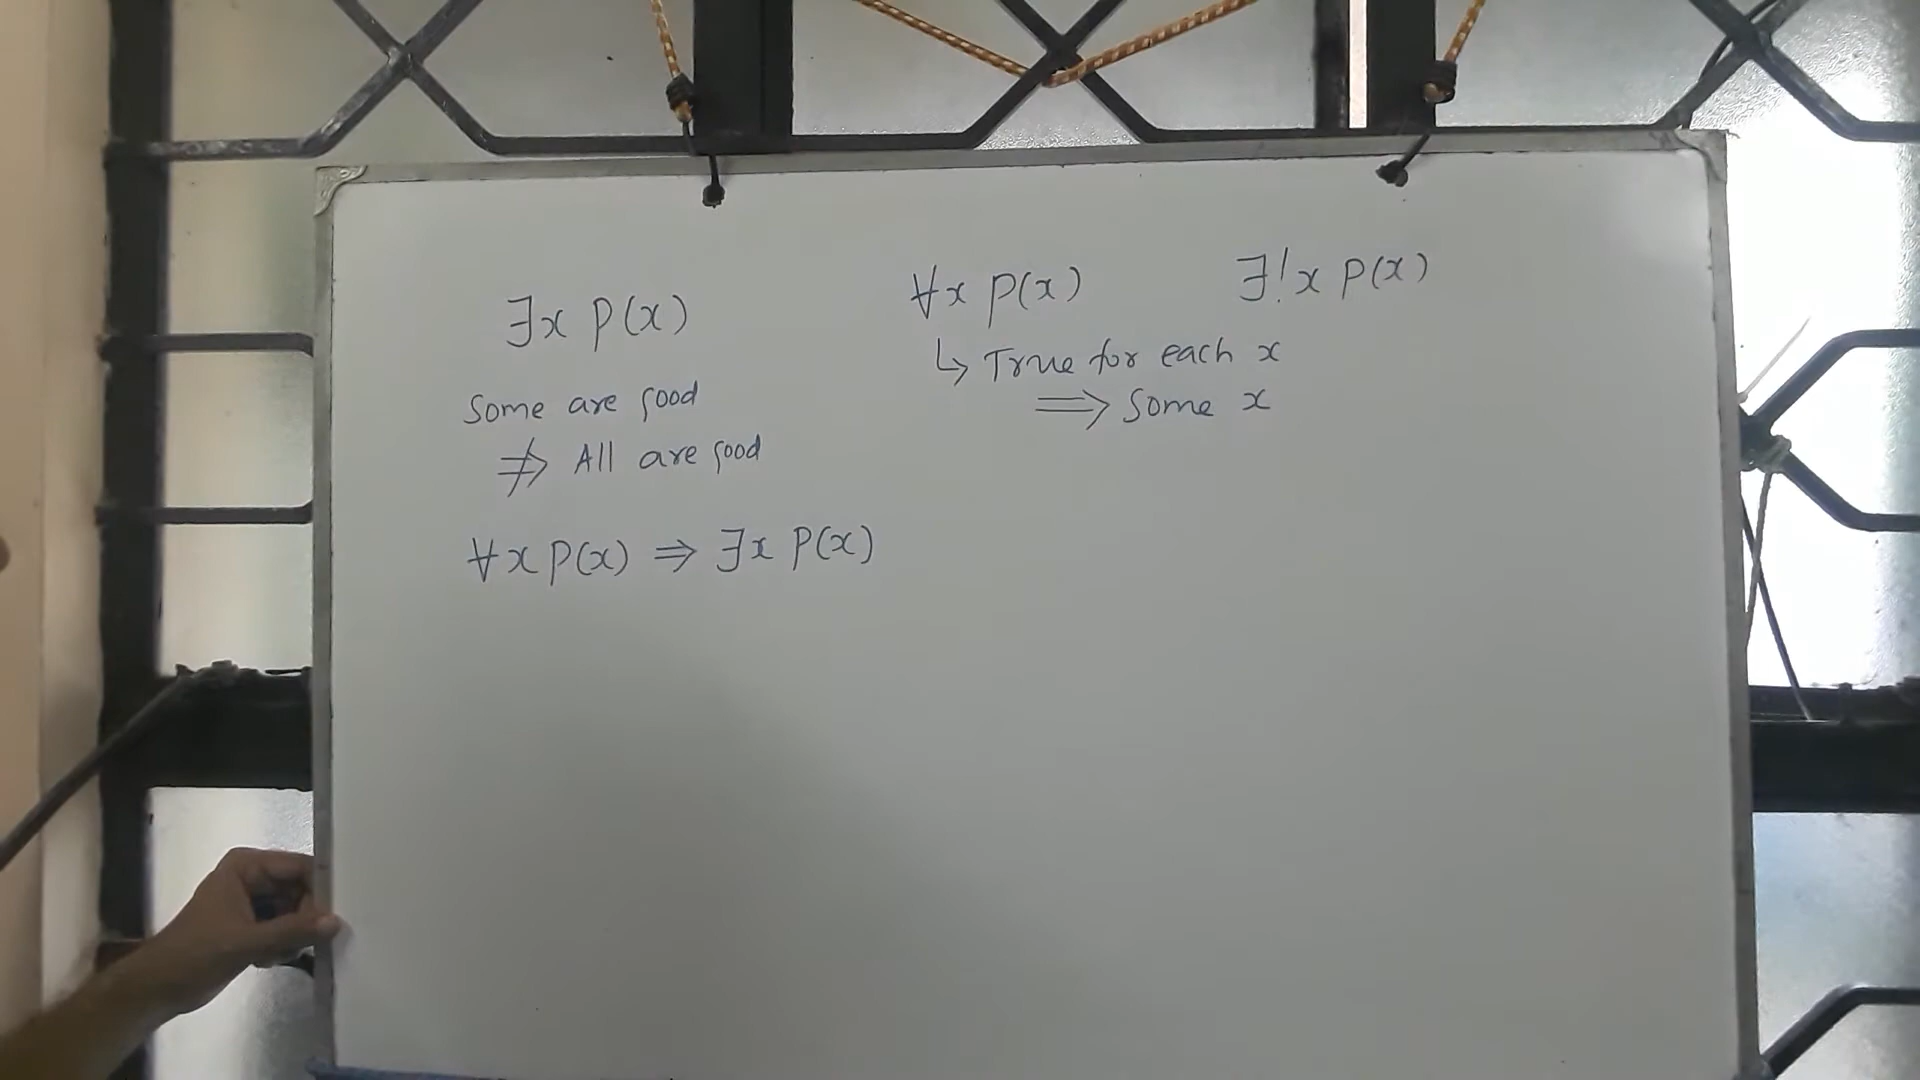 ∃x P(x)
Some are good
⇏ All are good
∀x P(x) ⇒ ∃x P(x)
∀x P(x)
↳ True for each x
⇒ Some x
∃!x P(x)